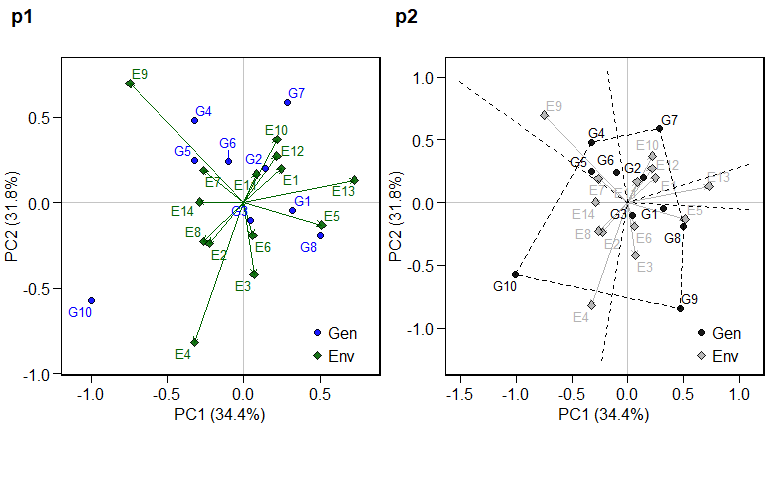 p1
p2
E9
G7
G4
E10
G6
G5
G2
E12
E7
E11
E1
E13
E14
G3
G1
E5
E8
E2
E6
G8
E3
G10
E4
Gen
Env
0.5
0.0
-0.5
-1.0
-1.0
-0.5
0.0
0.5
PC1 (34.4%)
PC2 (31.8%)
E9
G4
G7
G5
G6
E10
G2
E12
E7
E13
E14
G3
G1
E5
E8
E2
E6
G8
E3
G10
G9
E4
Gen
Env
1.0
0.5
0.0
-0.5
-1.0
-1.5
-1.0
-0.5
0.0
0.5
1.0
PC1 (34.4%)
PC2 (31.8%)